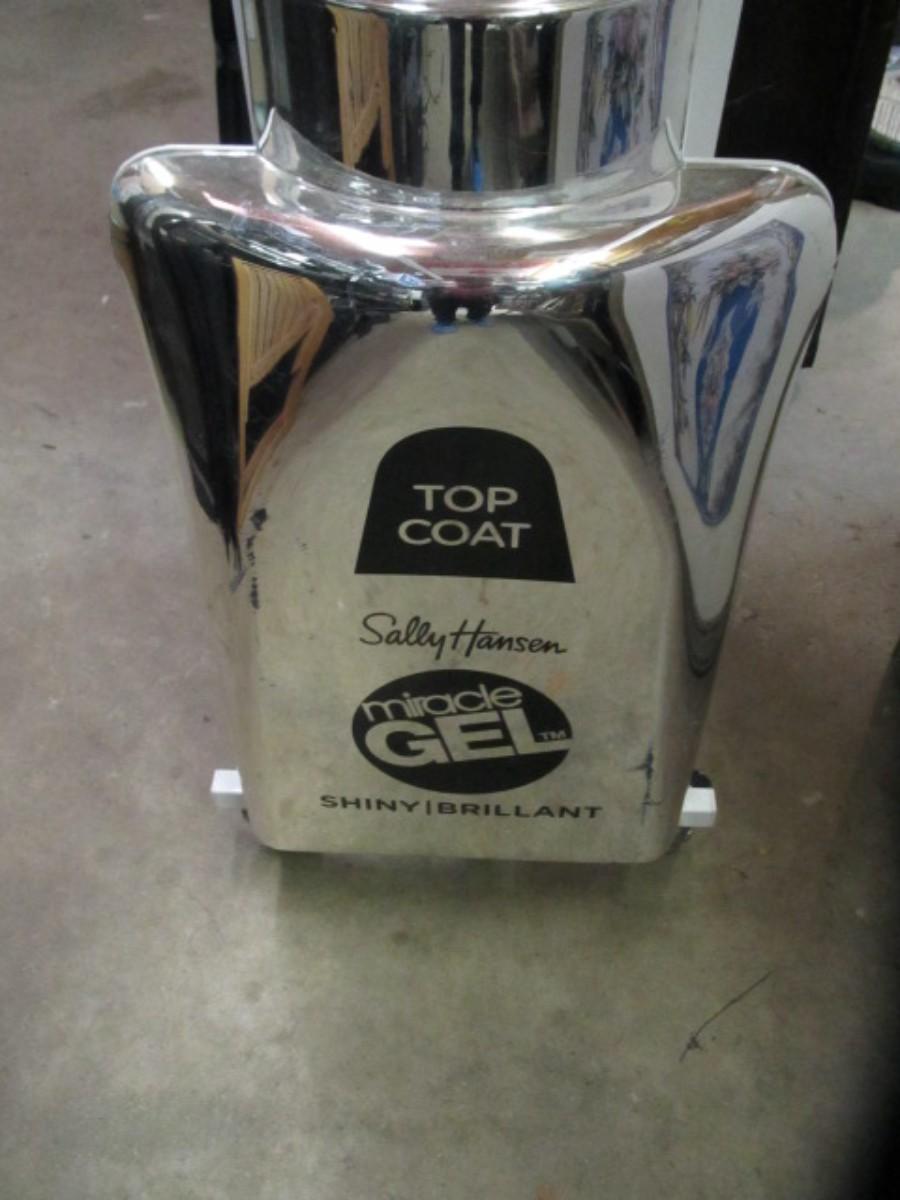 TOP
COAT
Sally Hansen
miracle
GEL™
SHINY|BRILLANT